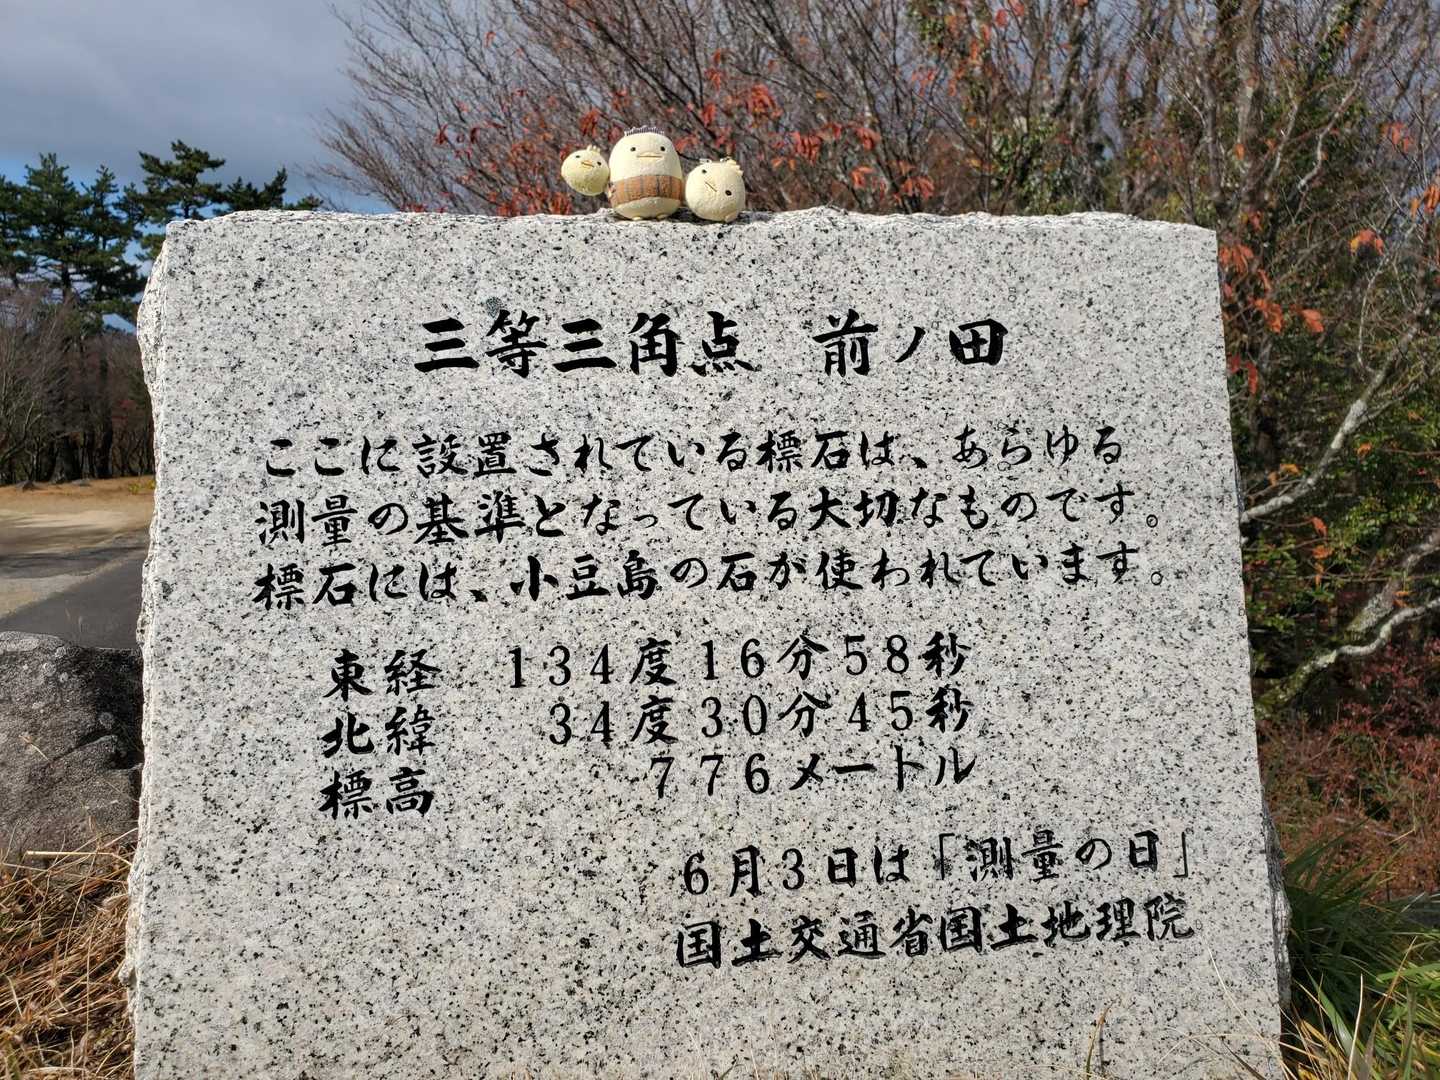 三等三角点　前ノ田
ここに設置されている標石は、あらゆる
測量の基準となっている大切なものです。
標石には、小豆島の石が使われています。
東経　134度16分58秒
北緯　34度30分45秒
標高　776メートル
6月3日は「測量の日」
国土交通省国土地理院